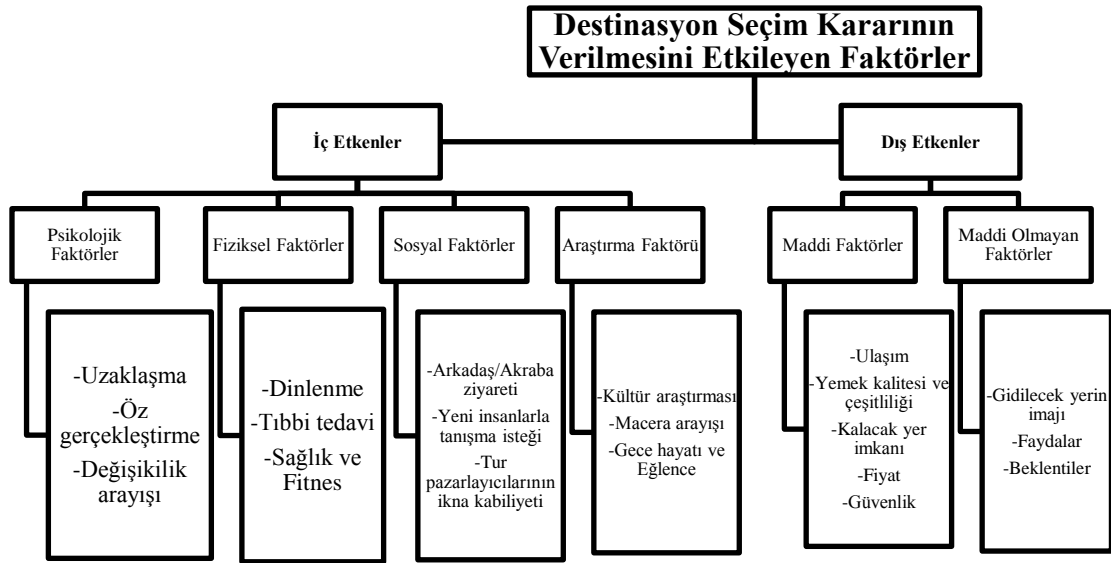 Destinasyon Seçim Kararının
Verilmesini Etkileyen Faktörler
İç Etkenler
Dış Etkenler
Psikolojik
Faktörler
Fiziksel Faktörler
Sosyal Faktörler
Araştırma Faktörü
Maddi Faktörler
Maddi Olmayan
Faktörler
-Uzaklaşma
-Öz
gerçekleştirme
-Değişikilik
arayışı
-Dinlenme
-Tıbbi tedavi
-Sağlık ve
Fitnes
-Arkadaş/Akraba
ziyareti
-Yeni insanlarla
tanışma isteği
-Tur
pazarlayıcılarının
ikna kabiliyeti
-Kültür araştırması
-Macera arayışı
-Gece hayatı ve
Eğlence
-Ulaşım
-Yemek kalitesi ve
çeşitliliği
-Kalacak yer
imkanı
-Fiyat
-Güvenlik
-Gidilecek yerin
imajı
-Faydalar
-Beklentiler